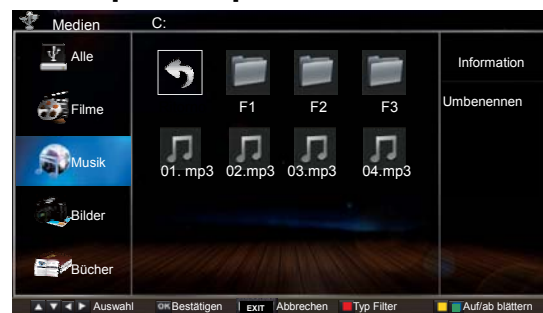 Medien
C:
Alle
Filme
Musik
Bilder
Bücher
F1 F2 F3
01. mp3 02.mp3 03.mp3 04.mp3
Information
Umbenennen
Auswahl OK Bestätigen EXIT Abbrechen Typ Filter Auf/ab blättern